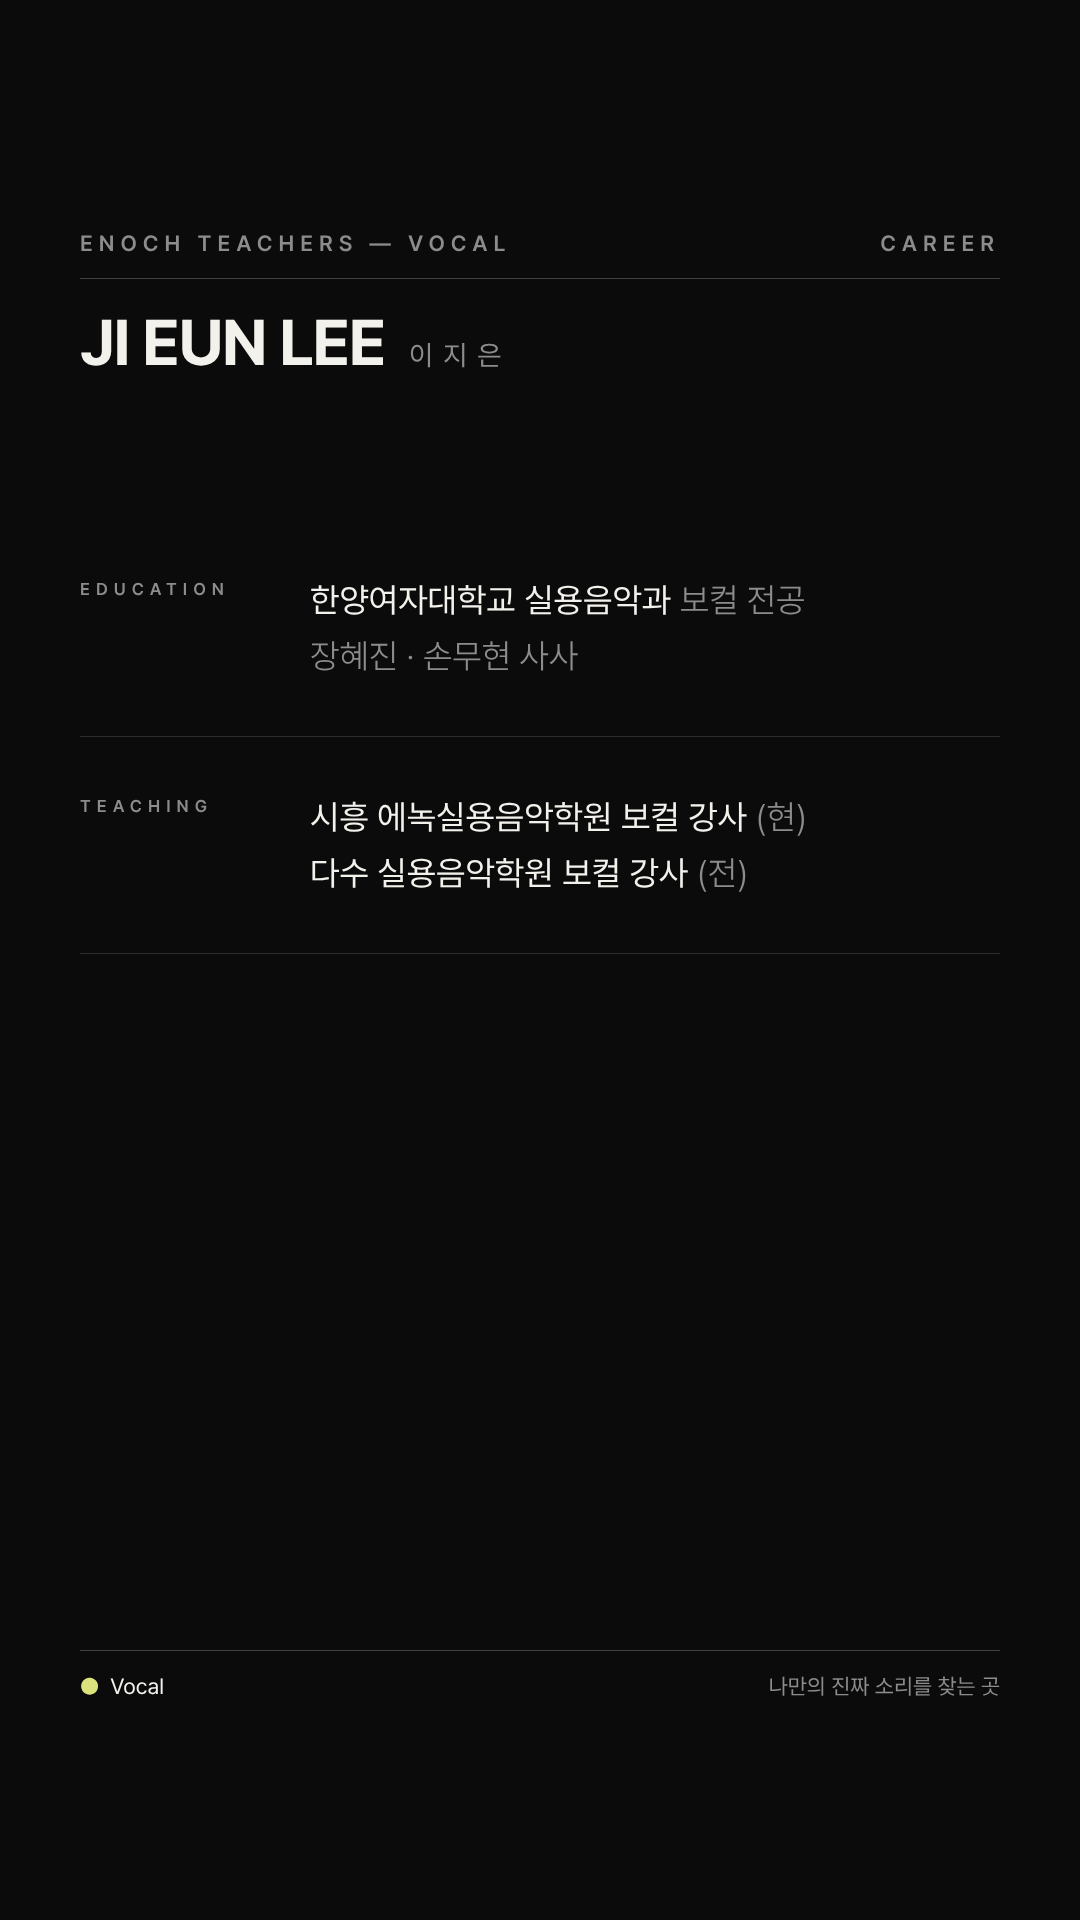 ENOCH TEACHERS — VOCAL CAREER
JI EUN LEE 이지은
EDUCATION 한양여자대학교 실용음악과 보컬 전공
장혜진 · 손무현 사사
TEACHING 시흥 에녹실용음악학원 보컬 강사 (현)
다수 실용음악학원 보컬 강사 (전)
Vocal 나만의 진짜 소리를 찾는 곳